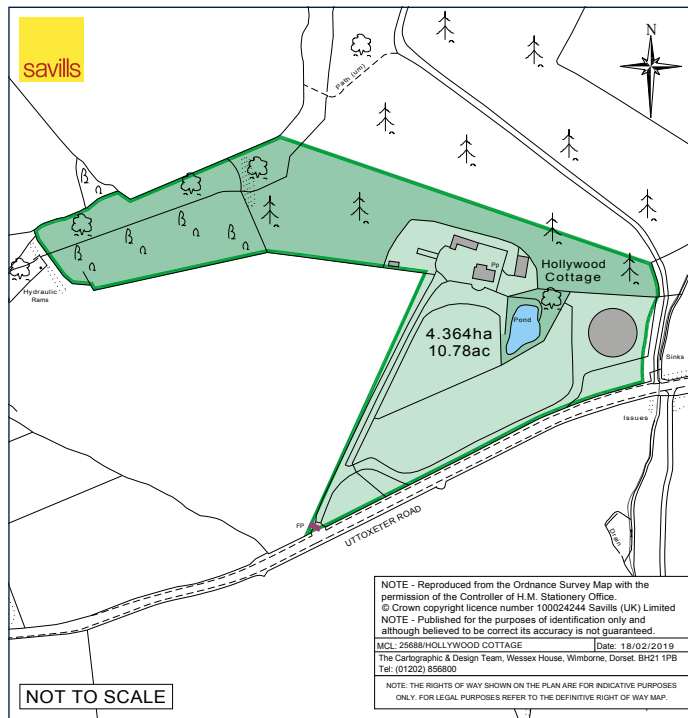 savills
N
Path (um)
Hollywood
Cottage
Pp
Hydraulic
Rams
Pond
4.364ha
10.78ac
Sinks
Issues
FP
UTTOXETER ROAD
Drain
NOTE - Reproduced from the Ordnance Survey Map with the
permission of the Controller of H.M. Stationery Office.
© Crown copyright licence number 100024244 Savills (UK) Limited
NOTE - Published for the purposes of identification only and
although believed to be correct its accuracy is not guaranteed.
MCL: 25688/HOLLYWOOD COTTAGE Date: 18/02/2019
The Cartographic & Design Team, Wessex House, Wimborne, Dorset. BH21 1PB
Tel: (01202) 856800
NOTE: THE RIGHTS OF WAY SHOWN ON THE PLAN ARE FOR INDICATIVE PURPOSES
ONLY. FOR LEGAL PURPOSES REFER TO THE DEFINITIVE RIGHT OF WAY MAP.
NOT TO SCALE